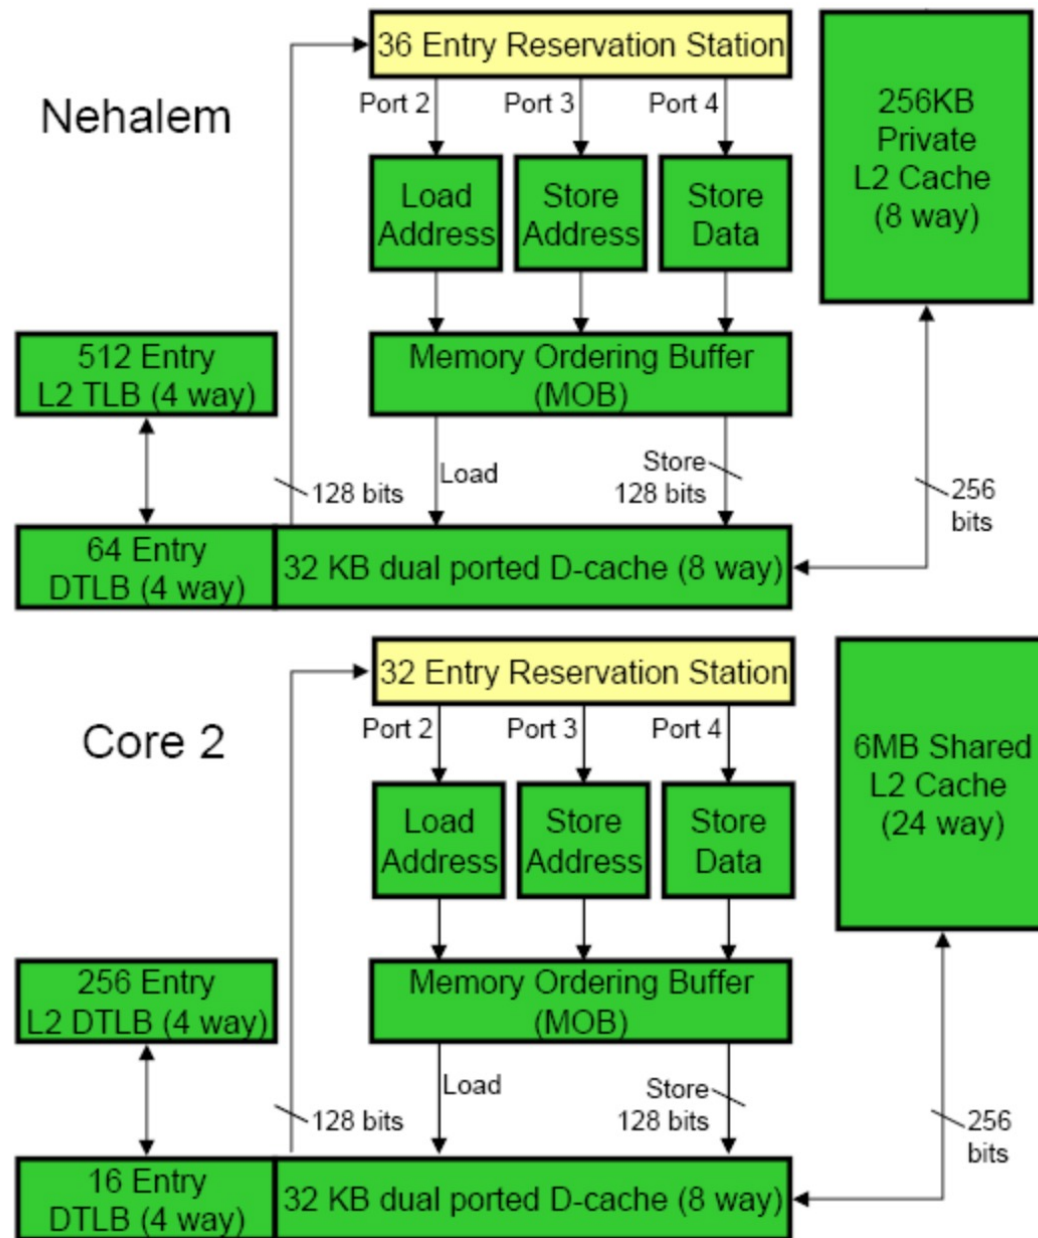 36 Entry Reservation Station
Nehalem
Port 2
Port 3
Port 4
256KB
Private
L2 Cache
(8 way)
Load
Address
Store
Address
Store
Data
512 Entry
L2 TLB (4 way)
Memory Ordering Buffer
(MOB)
128 bits
Load
Store
128 bits
256
bits
64 Entry
DTLB (4 way)
32 KB dual ported D-cache (8 way)
32 Entry Reservation Station
Core 2
Port 2
Port 3
Port 4
6MB Shared
L2 Cache
(24 way)
Load
Address
Store
Address
Store
Data
256 Entry
L2 DTLB (4 way)
Memory Ordering Buffer
(MOB)
128 bits
Load
Store
128 bits
256
bits
16 Entry
DTLB (4 way)
32 KB dual ported D-cache (8 way)